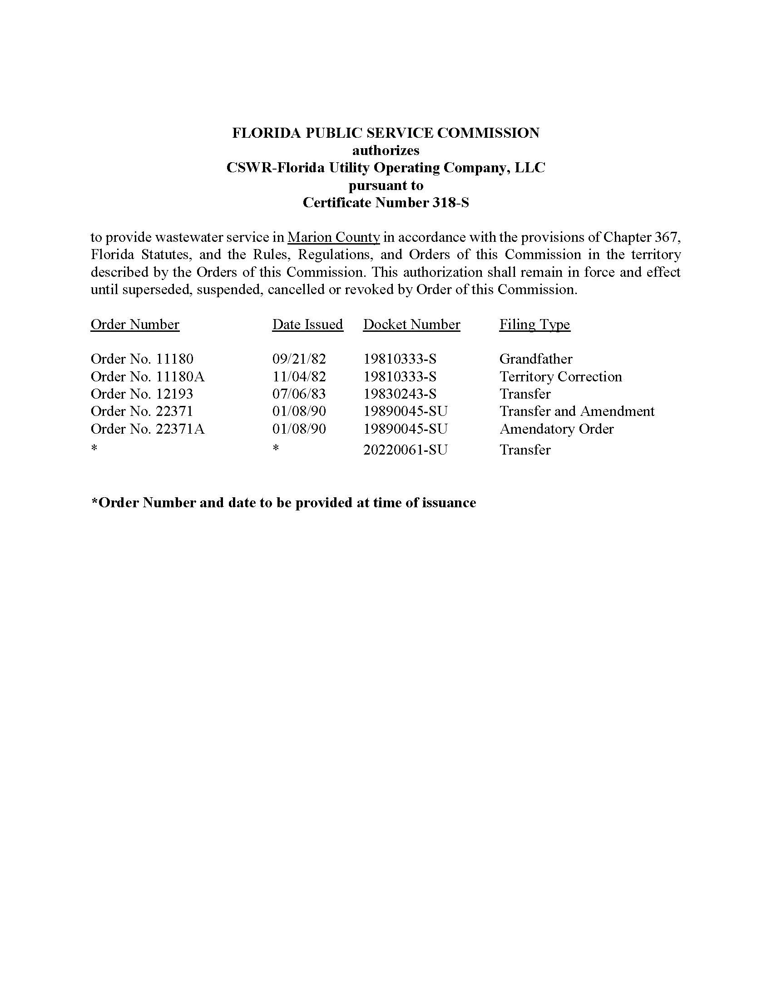 FLORIDA PUBLIC SERVICE COMMISSION
authorizes
CSWR-Florida Utility Operating Company, LLC
pursuant to
Certificate Number 318-S
to provide wastewater service in Marion County in accordance with the provisions of Chapter 367,
Florida Statutes, and the Rules, Regulations, and Orders of this Commission in the territory
described by the Orders of this Commission. This authorization shall remain in force and effect
until superseded, suspended, cancelled or revoked by Order of this Commission.
Order Number Date Issued Docket Number Filing Type
Order No. 11180 09/21/82 19810333-S Grandfather
Order No. 11180A 11/04/82 19810333-S Territory Correction
Order No. 12193 07/06/83 19830243-S Transfer
Order No. 22371 01/08/90 19890045-SU Transfer and Amendment
Order No. 22371A 01/08/90 19890045-SU Amendatory Order
* * 20220061-SU Transfer
*Order Number and date to be provided at time of issuance